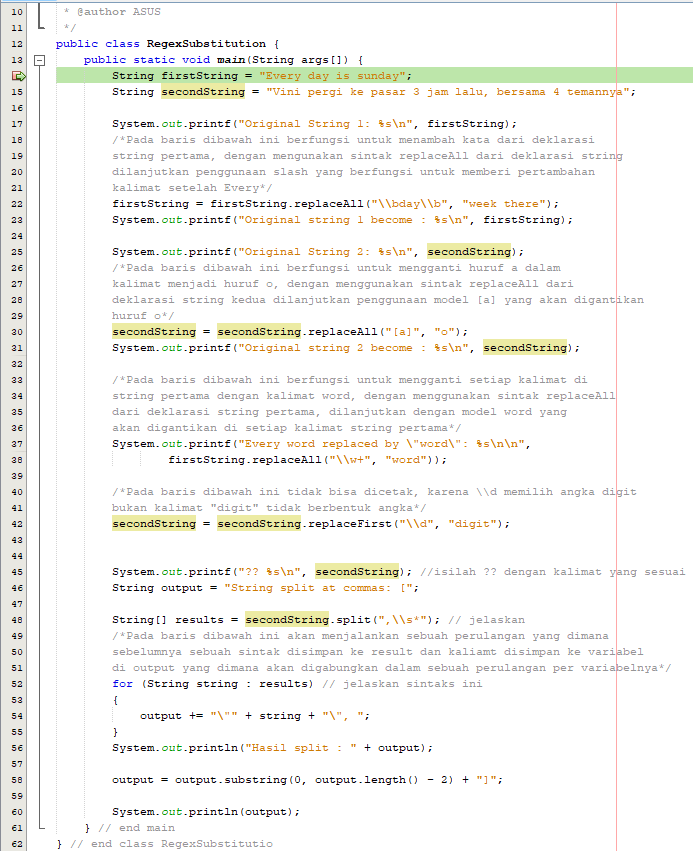 10 * @author ASUS
11 */
12 public class RegexSubstitution {
13 public static void main(String args[]) {
String firstString = "Every day is sunday";
15 String secondString = "Vini pergi ke pasar 3 jam lalu, bersama 4 temannya";
16
17 System.out.printf("Original String 1: %s\n", firstString);
18 /*Pada baris dibawah ini berfungsi untuk menambah kata dari deklarasi
19 string pertama, dengan mengunakan sintak replaceAll dari deklarasi string
20 dilanjutkan penggunaan slash yang berfungsi untuk memberi pertambahan
21 kalimat setelah Every*/
22 firstString = firstString.replaceAll("\\bday\\b", "week there");
23 System.out.printf("Original string 1 become : %s\n", firstString);
24
25 System.out.printf("Original String 2: %s\n", secondString);
26 /*Pada baris dibawah ini berfungsi untuk mengganti huruf a dalam
27 kalimat menjadi huruf o, dengan menggunakan sintak replaceAll dari
28 deklarasi string kedua dilanjutkan penggunaan model [a] yang akan digantikan
29 huruf o*/
30 secondString = secondString.replaceAll("[a]", "o");
31 System.out.printf("Original string 2 become : %s\n", secondString);
32
33 /*Pada baris dibawah ini berfungsi untuk mengganti setiap kalimat di
34 string pertama dengan kalimat word, dengan menggunakan sintak replaceAll
35 dari deklarasi string pertama, dilanjutkan dengan model word yang
36 akan digantikan di setiap kalimat string pertama*/
37 System.out.printf("Every word replaced by \"word\": %s\n\n",
38 firstString.replaceAll("\\w+", "word"));
39
40 /*Pada baris dibawah ini tidak bisa dicetak, karena \\d memilih angka digit
41 bukan kalimat "digit" tidak berbentuk angka*/
42 secondString = secondString.replaceFirst("\\d", "digit");
43
44
45 System.out.printf("?? %s\n", secondString); //isilah ?? dengan kalimat yang sesuai
46 String output = "String split at commas: [";
47
48 String[] results = secondString.split(",\\s*"); // jelaskan
49 /*Pada baris dibawah ini akan menjalankan sebuah perulangan yang dimana
50 sebelumnya sebuah sintak disimpan ke result dan kaliamt disimpan ke variabel
51 di output yang dimana akan digabungkan dalam sebuah perulangan per variabelnya*/
52 for (String string : results) // jelaskan sintaks ini
53 {
54 output += "\"" + string + "\", ";
55 }
56 System.out.println("Hasil split : " + output);
57
58 output = output.substring(0, output.length() - 2) + "]";
59
60 System.out.println(output);
61 } // end main
62 } // end class RegexSubstitutio